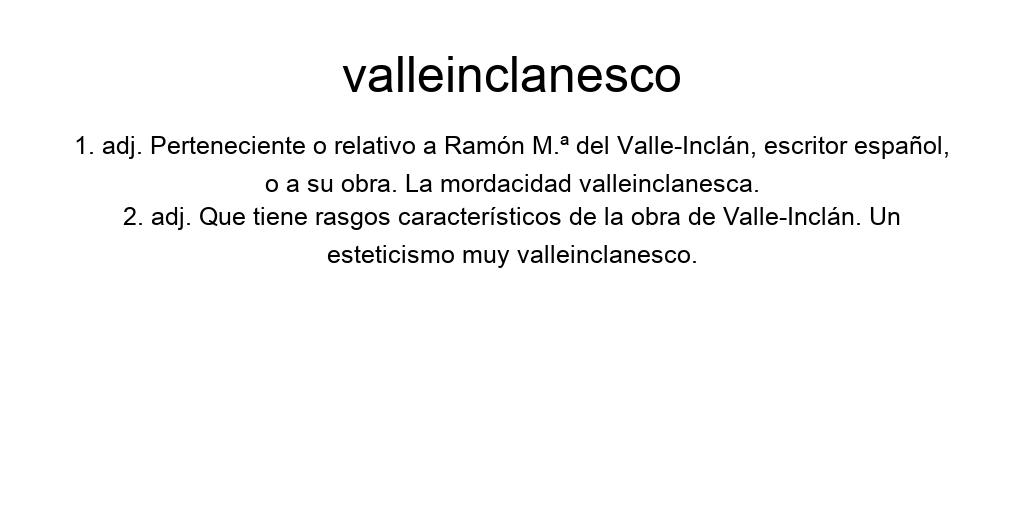 valleinclanesco
1. adj. Perteneciente o relativo a Ramón M.ª del Valle-Inclán, escritor español,
o a su obra. La mordacidad valleinclanesca.
2. adj. Que tiene rasgos característicos de la obra de Valle-Inclán. Un
esteticismo muy valleinclanesco.